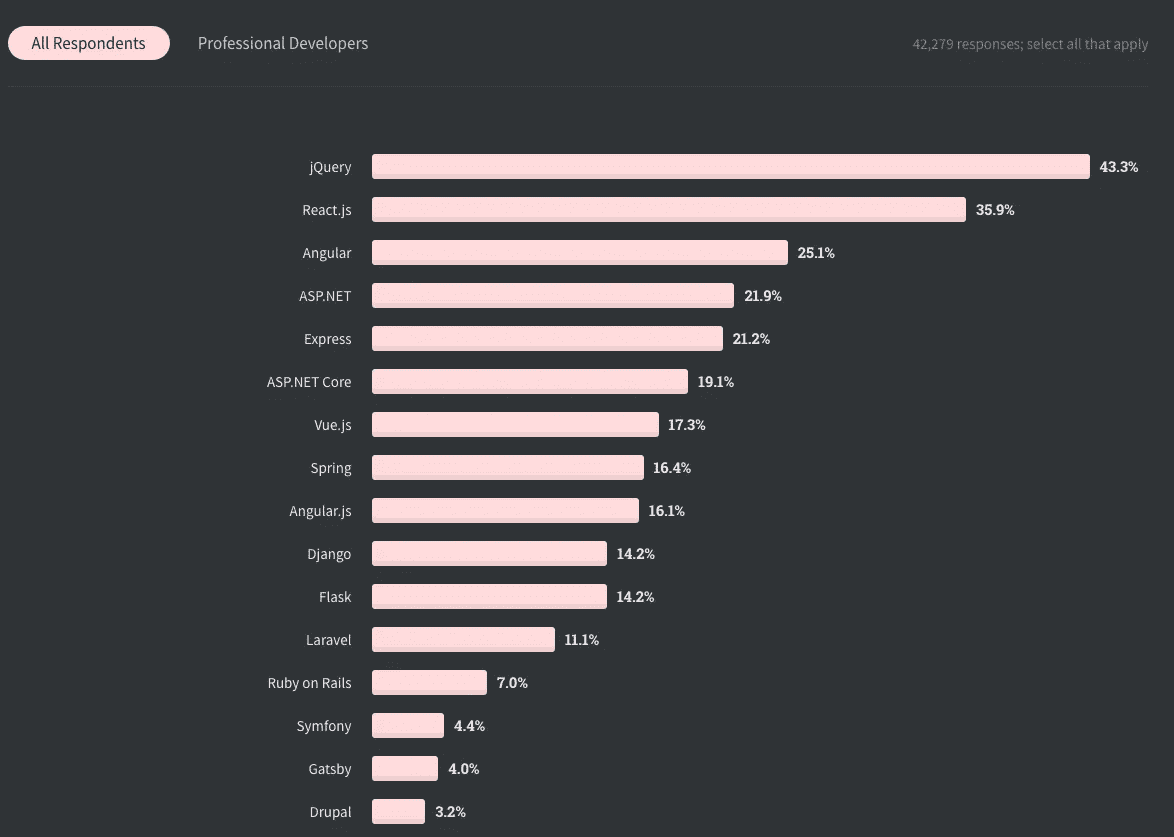 All Respondents Professional Developers 42,279 responses; select all that apply
jQuery 43.3%
React.js 35.9%
Angular 25.1%
ASP.NET 21.9%
Express 21.2%
ASP.NET Core 19.1%
Vue.js 17.3%
Spring 16.4%
Angular.js 16.1%
Django 14.2%
Flask 14.2%
Laravel 11.1%
Ruby on Rails 7.0%
Symfony 4.4%
Gatsby 4.0%
Drupal 3.2%